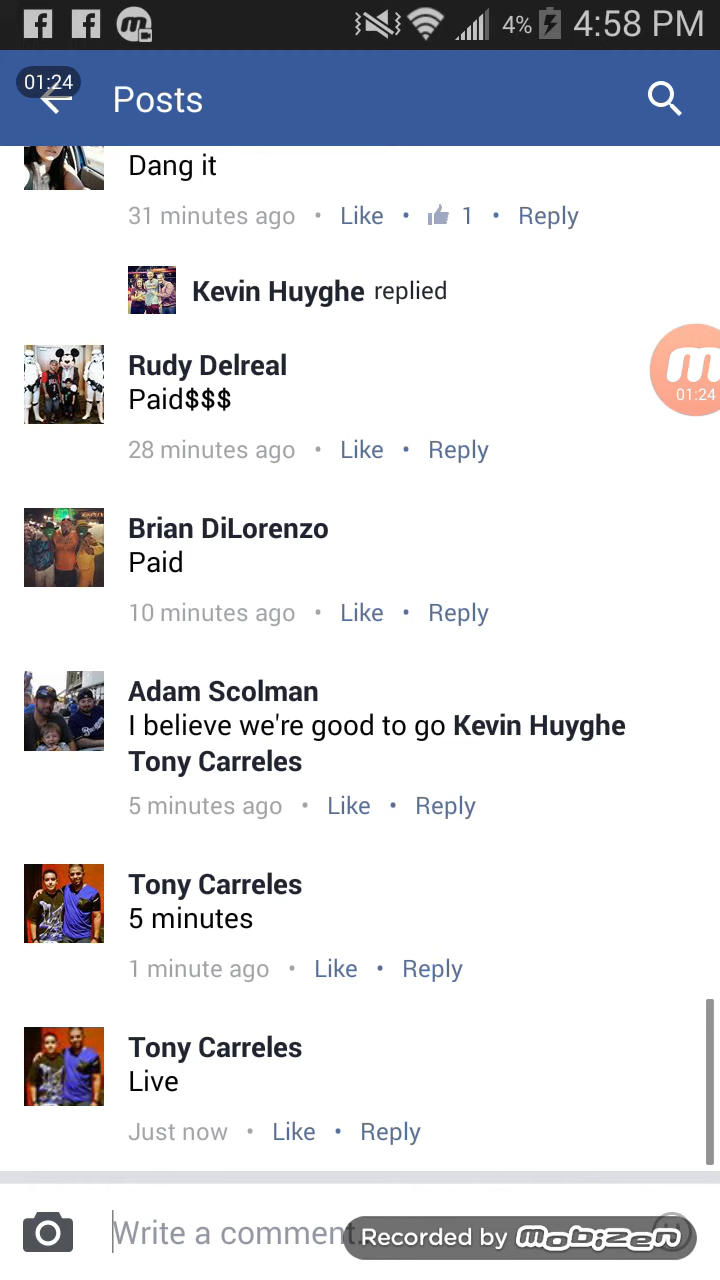 4% 4:58 PM
01:24
Posts
Dang it
31 minutes ago • Like • 1 • Reply
Kevin Huyghe replied
m
01:24
Rudy Delreal
Paid$$$
28 minutes ago • Like • Reply
Brian DiLorenzo
Paid
10 minutes ago • Like • Reply
Adam Scolman
I believe we're good to go Kevin Huyghe
Tony Carreles
5 minutes ago • Like • Reply
Tony Carreles
5 minutes
1 minute ago • Like • Reply
Tony Carreles
Live
Just now • Like • Reply
Write a comment.
Recorded by mobizen